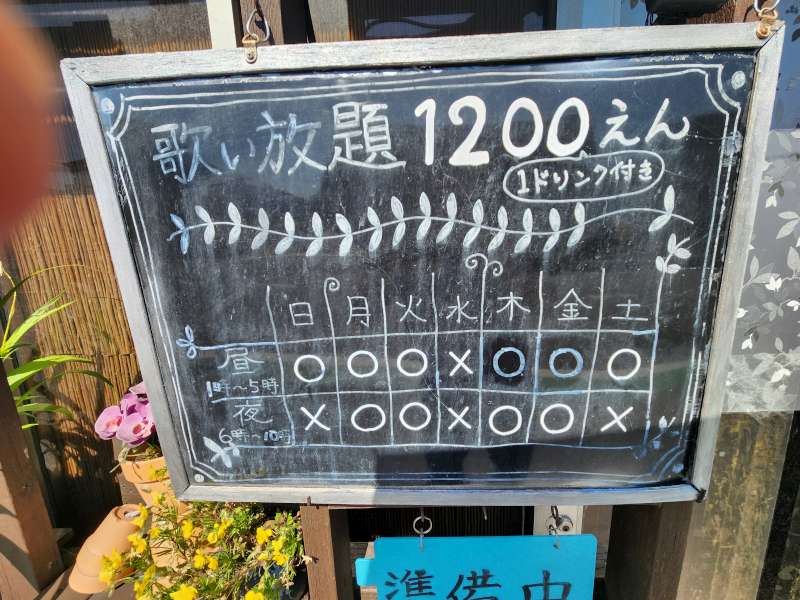 歌い放題 1200えん
1ドリンク付き
日 月 火 水 木 金 土
昼 ○ ○ ○ × ○ ○ ○
1時~5時
夜 × ○ ○ × ○ ○ ×
6時~10時
準備中